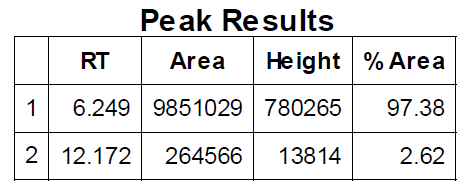 Peak Results
RT Area Height % Area
1 6.249 9851029 780265 97.38
2 12.172 264566 13814 2.62